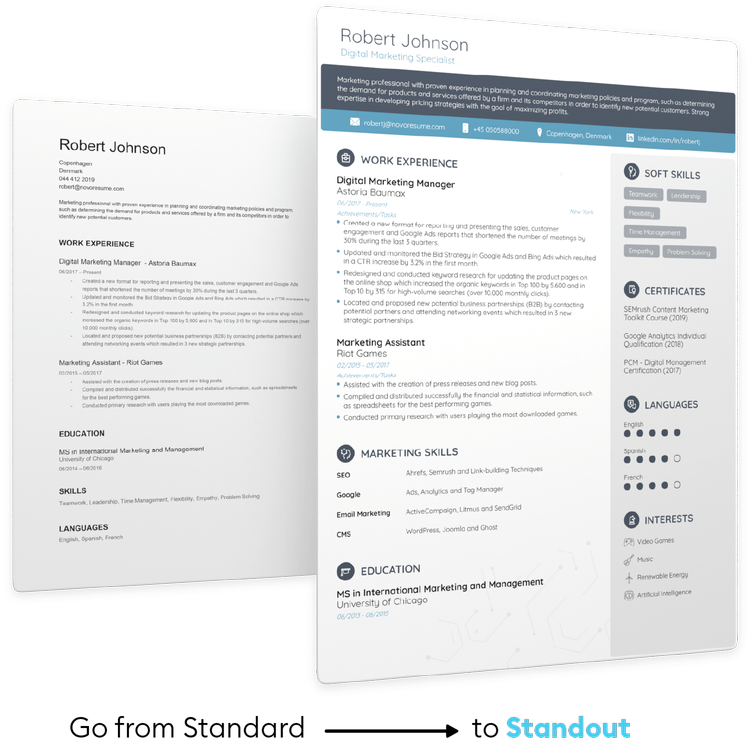 Robert Johnson
Copenhagen
Denmark
044 412 2019
robert@novoresume.com
Marketing professional with proven experience in planning and coordinating marketing policies and program;
such as determining the demand for products and services offered by a firm and its competitors in order to
identify new potential customers.
WORK EXPERIENCE
Digital Marketing Manager - Astoria Baumax
06/2017 – Present
- Created a new format for reporting and presenting the sales, customer engagement and Google Ads
reports that shortened the number of meetings by 30% during the last 3 quarters.
- Updated and monitored the Bid Strategy in Google Ads and Bing Ads which resulted in a CTR increase by
3.2% in the first month.
- Redesigned and conducted keyword research for updating the product pages on the online shop which
increased the organic keywords in Top 100 by 5.600 and in Top 10 by 315 for high-volume searches (over
10.000 monthly clicks).
- Located and proposed new potential business partnerships (B2B) by contacting potential partners and
attending networking events which resulted in 3 new strategic partnerships.
Marketing Assistant - Riot Games
02/2015 – 05/2017
- Assisted with the creation of press releases and new blog posts.
- Compiled and distributed successfully the financial and statistical information, such as spreadsheets
for the best performing games.
- Conducted primary research with users playing the most downloaded games.
EDUCATION
MS in International Marketing and Management
University of Chicago
SKILLS
Teamwork, Leadership, Time Management, Flexibility, Empathy, Problem-Solving
LANGUAGES
English, Spanish, French
Robert Johnson
Digital Marketing Specialist
Marketing professional with proven experience in planning and coordinating marketing policies and program, such as determining
the demand for products and services offered by a firm and its competitors in order to identify new potential customers. Strong
expertise in developing pricing strategies with the goal of maximizing profits.
robertj@novoresume.com +45 050588000 Copenhagen, Denmark linkedin.com/in/robertj
WORK EXPERIENCE
Digital Marketing Manager
Astoria Baumax
06/2017 - Present New York
Achievements/Tasks
Created a new format for reporting and presenting the sales, customer
engagement and Google Ads reports that shortened the number of meetings by
30% during the last 3 quarters.
Updated and monitored the Bid Strategy in Google Ads and Bing Ads which resulted
in a CTR increase by 3.2% in the first month.
Redesigned and conducted keyword research for updating the product pages on
the online shop which increased the organic keywords in Top 100 by 5.600 and in
Top 10 by 315 for high-volume searches (over 10.000 monthly clicks).
Located and proposed new potential business partnerships (B2B) by contacting
potential partners and attending networking events which resulted in 3 new
strategic partnerships.
Marketing Assistant
Riot Games
02/2015 - 05/2017
Achievements/Tasks
Assisted with the creation of press releases and new blog posts.
Compiled and distributed successfully the financial and statistical information, such
as spreadsheets for the best performing games.
Conducted primary research with users playing the most downloaded games.
MARKETING SKILLS
SEO Ahrefs, Semrush and Link-building Techniques
Google Ads, Analytics and Tag Manager
Email Marketing ActiveCampaign, Litmus and SendGrid
CMS WordPress, Joomla and Ghost
EDUCATION
MS in International Marketing and Management
University of Chicago
06/2013 - 06/2015
SOFT SKILLS
Teamwork Leadership
Flexibility
Time Management
Empathy Problem Solving
CERTIFICATES
SEMrush Content Marketing
Toolkit Course (2019)
Google Analytics Individual
Qualification (2018)
PCM - Digital Management
Certification (2017)
LANGUAGES
English
Spanish
French
INTERESTS
Video Games
Music
Renewable Energy
Artificial intelligence
Go from Standard to Standout